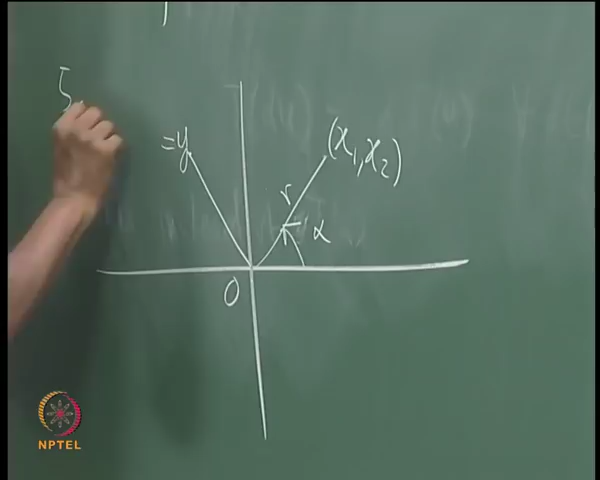 =y
(x₁,x₂)
r
α
0
NPTEL